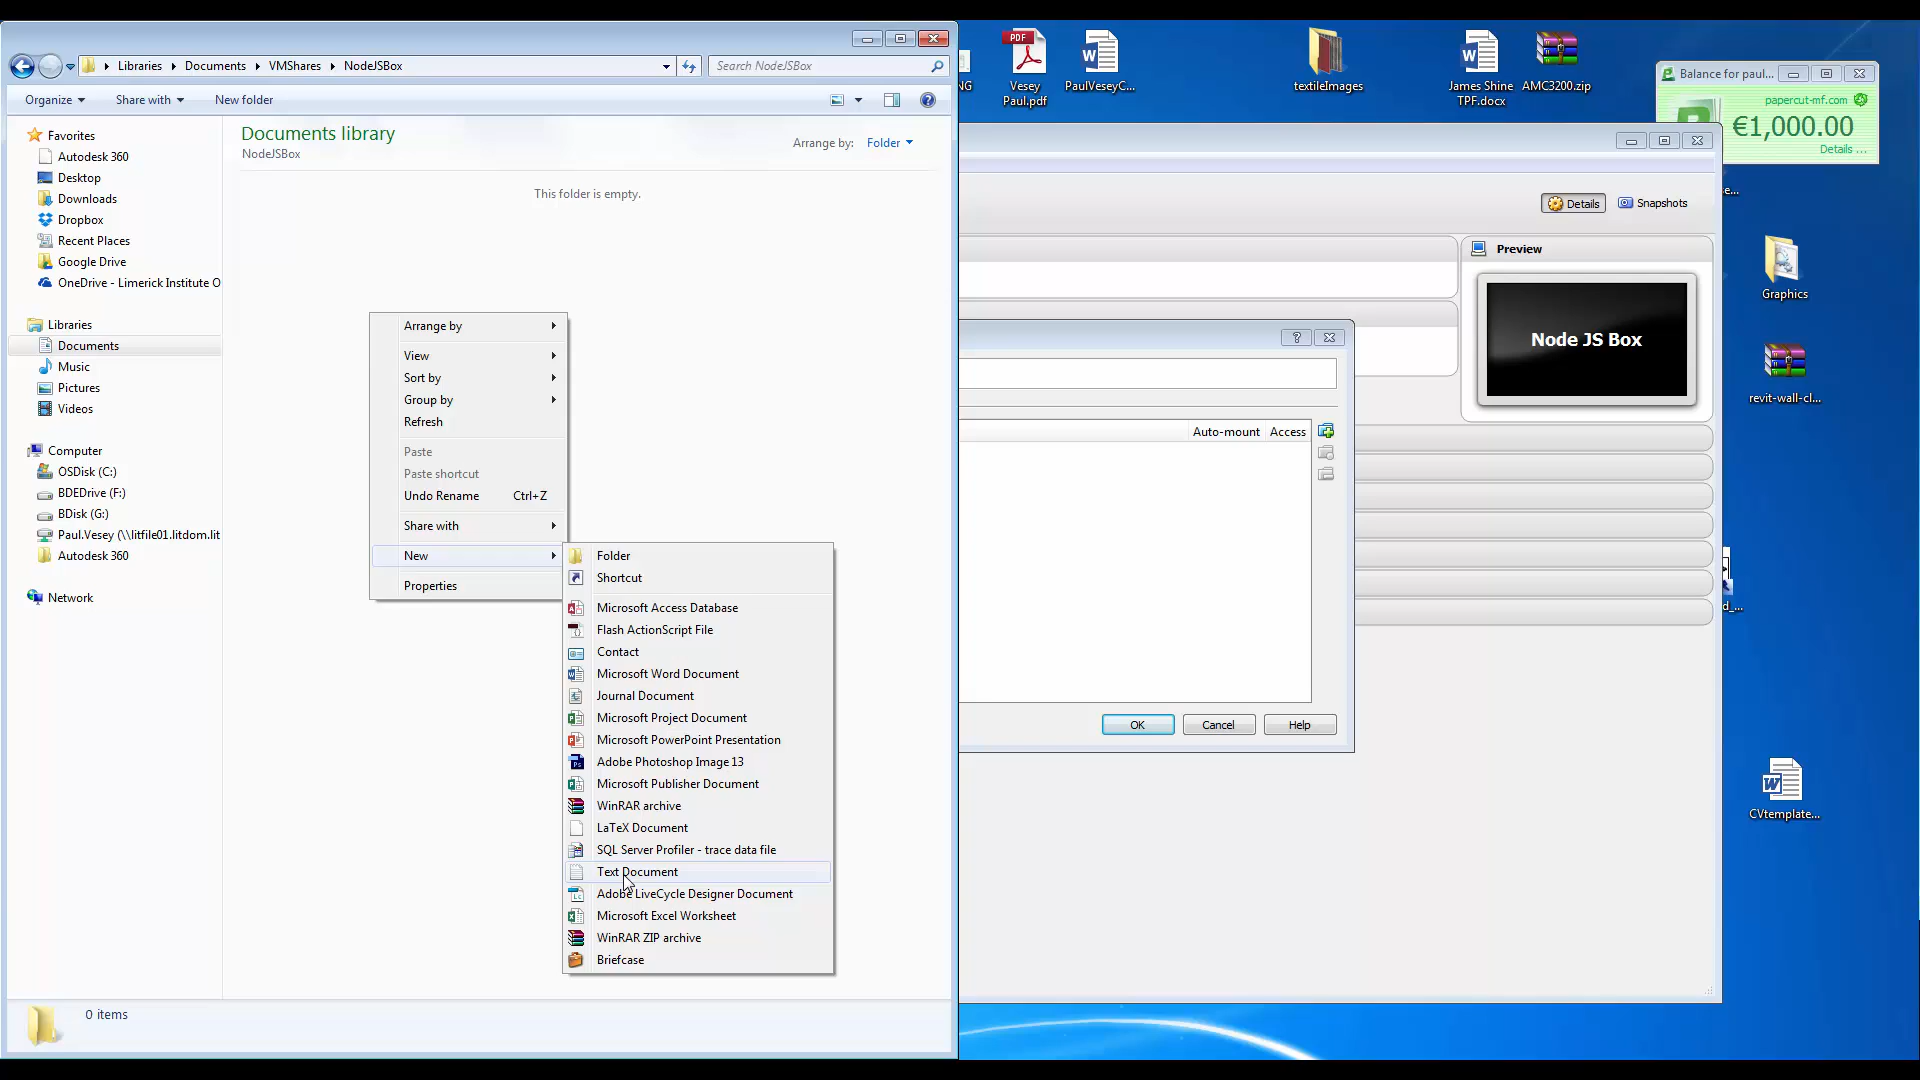 Libraries
Documents
VMShares
NodeJSBox
Search NodeJSBox
Organize
Share with
New folder
Favorites
Autodesk 360
Desktop
Downloads
Dropbox
Recent Places
Google Drive
OneDrive - Limerick Institute O
Libraries
Documents
Music
Pictures
Videos
Computer
OSDisk (C:)
BDEDrive (F:)
BDisk (G:)
Paul.Vesey (\\litfile01.litdom.lit
Autodesk 360
Network
Documents library
NodeJSBox
Arrange by:
Folder
This folder is empty.
Arrange by
View
Sort by
Group by
Refresh
Paste
Paste shortcut
Undo Rename
Ctrl+Z
Share with
New
Properties
Folder
Shortcut
Microsoft Access Database
Flash ActionScript File
Contact
Microsoft Word Document
Journal Document
Microsoft Project Document
Microsoft PowerPoint Presentation
Adobe Photoshop Image 13
Microsoft Publisher Document
WinRAR archive
LaTeX Document
SQL Server Profiler - trace data file
Text Document
Adobe LiveCycle Designer Document
Microsoft Excel Worksheet
WinRAR ZIP archive
Briefcase
0 items
NG
PDF
Vesey
Paul.pdf
PaulVeseyC...
textileImages
James Shine
TPF.docx
AMC3200.zip
Balance for paul...
papercut-mf.com
€1,000.00
Details ...
e...
Details
Snapshots
Preview
Node JS Box
Graphics
revit-wall-cl...
d_...
CVtemplate...
Auto-mount
Access
OK
Cancel
Help